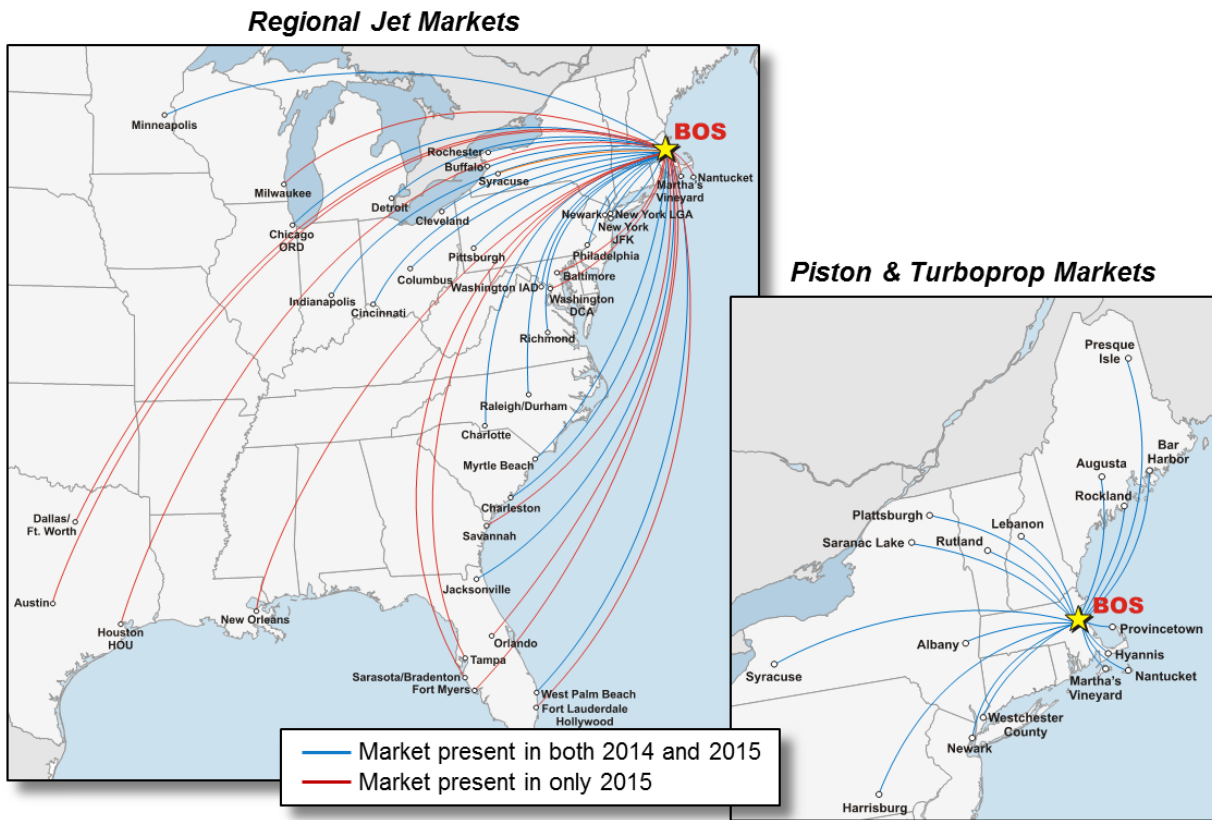 Regional Jet Markets
BOS
Minneapolis
Rochester
Buffalo
Syracuse
Milwaukee
Detroit
Cleveland
Martha's
Vineyard
Nantucket
Newark
New York LGA
New York
JFK
Chicago
ORD
Pittsburgh
Philadelphia
Columbus
Baltimore
Washington IAD
Washington
DCA
Indianapolis
Cincinnati
Richmond
Raleigh/Durham
Charlotte
Myrtle Beach
Charleston
Savannah
Dallas/
Ft. Worth
Jacksonville
Austin
Houston
HOU
New Orleans
Orlando
Tampa
Sarasota/Bradenton
Fort Myers
West Palm Beach
Fort Lauderdale
Hollywood
Piston & Turboprop Markets
Presque
Isle
Bar
Harbor
Augusta
Rockland
Plattsburgh
Lebanon
Saranac Lake
Rutland
BOS
Provincetown
Albany
Hyannis
Syracuse
Martha's
Vineyard
Nantucket
Westchester
County
Newark
Harrisburg
Market present in both 2014 and 2015
Market present in only 2015